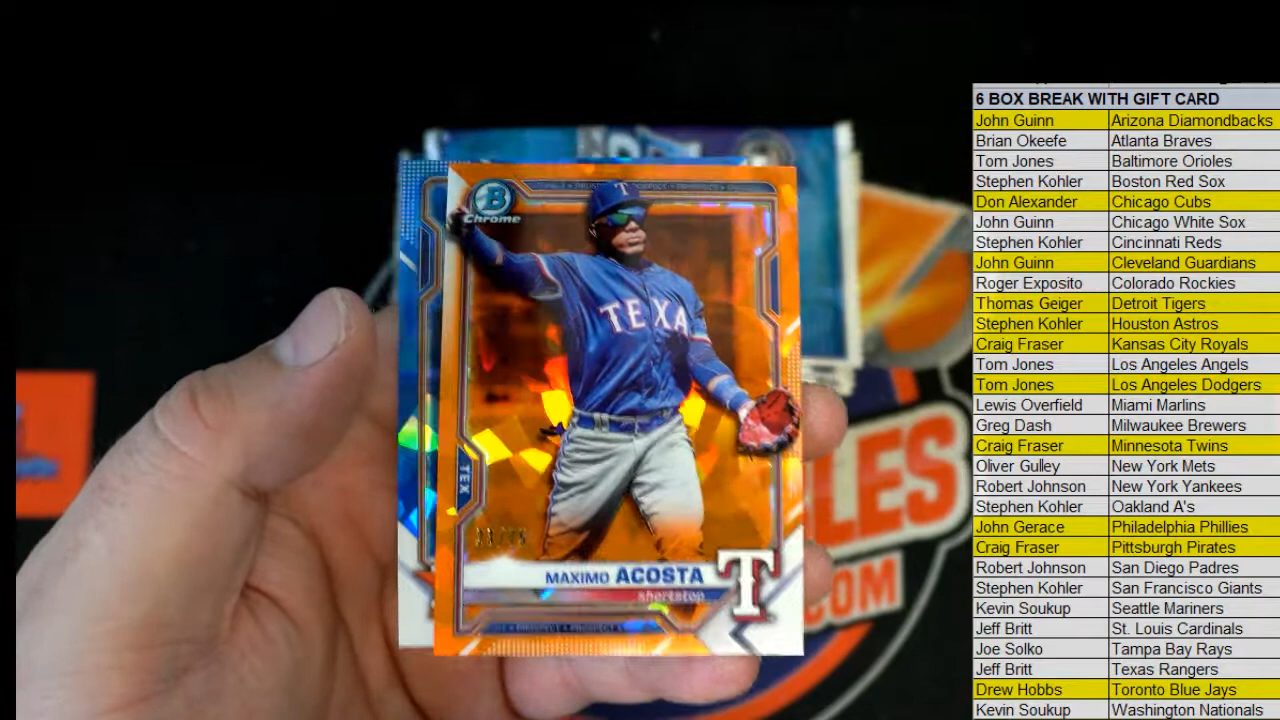 6 BOX BREAK WITH GIFT CARD
John Guinn Arizona Diamondbacks
Brian Okeefe Atlanta Braves
Tom Jones Baltimore Orioles
Stephen Kohler Boston Red Sox
Don Alexander Chicago Cubs
John Guinn Chicago White Sox
Stephen Kohler Cincinnati Reds
John Guinn Cleveland Guardians
Roger Exposito Colorado Rockies
Thomas Geiger Detroit Tigers
Stephen Kohler Houston Astros
Craig Fraser Kansas City Royals
Tom Jones Los Angeles Angels
Tom Jones Los Angeles Dodgers
Lewis Overfield Miami Marlins
Greg Dash Milwaukee Brewers
Craig Fraser Minnesota Twins
Oliver Gulley New York Mets
Robert Johnson New York Yankees
Stephen Kohler Oakland A's
John Gerace Philadelphia Phillies
Craig Fraser Pittsburgh Pirates
Robert Johnson San Diego Padres
Stephen Kohler San Francisco Giants
Kevin Soukup Seattle Mariners
Jeff Britt St. Louis Cardinals
Joe Solko Tampa Bay Rays
Jeff Britt Texas Rangers
Drew Hobbs Toronto Blue Jays
Kevin Soukup Washington Nationals
B
Chrome
T
TEXA
TEX
MAXIMO ACOSTA
shortstop
T
LES
.COM